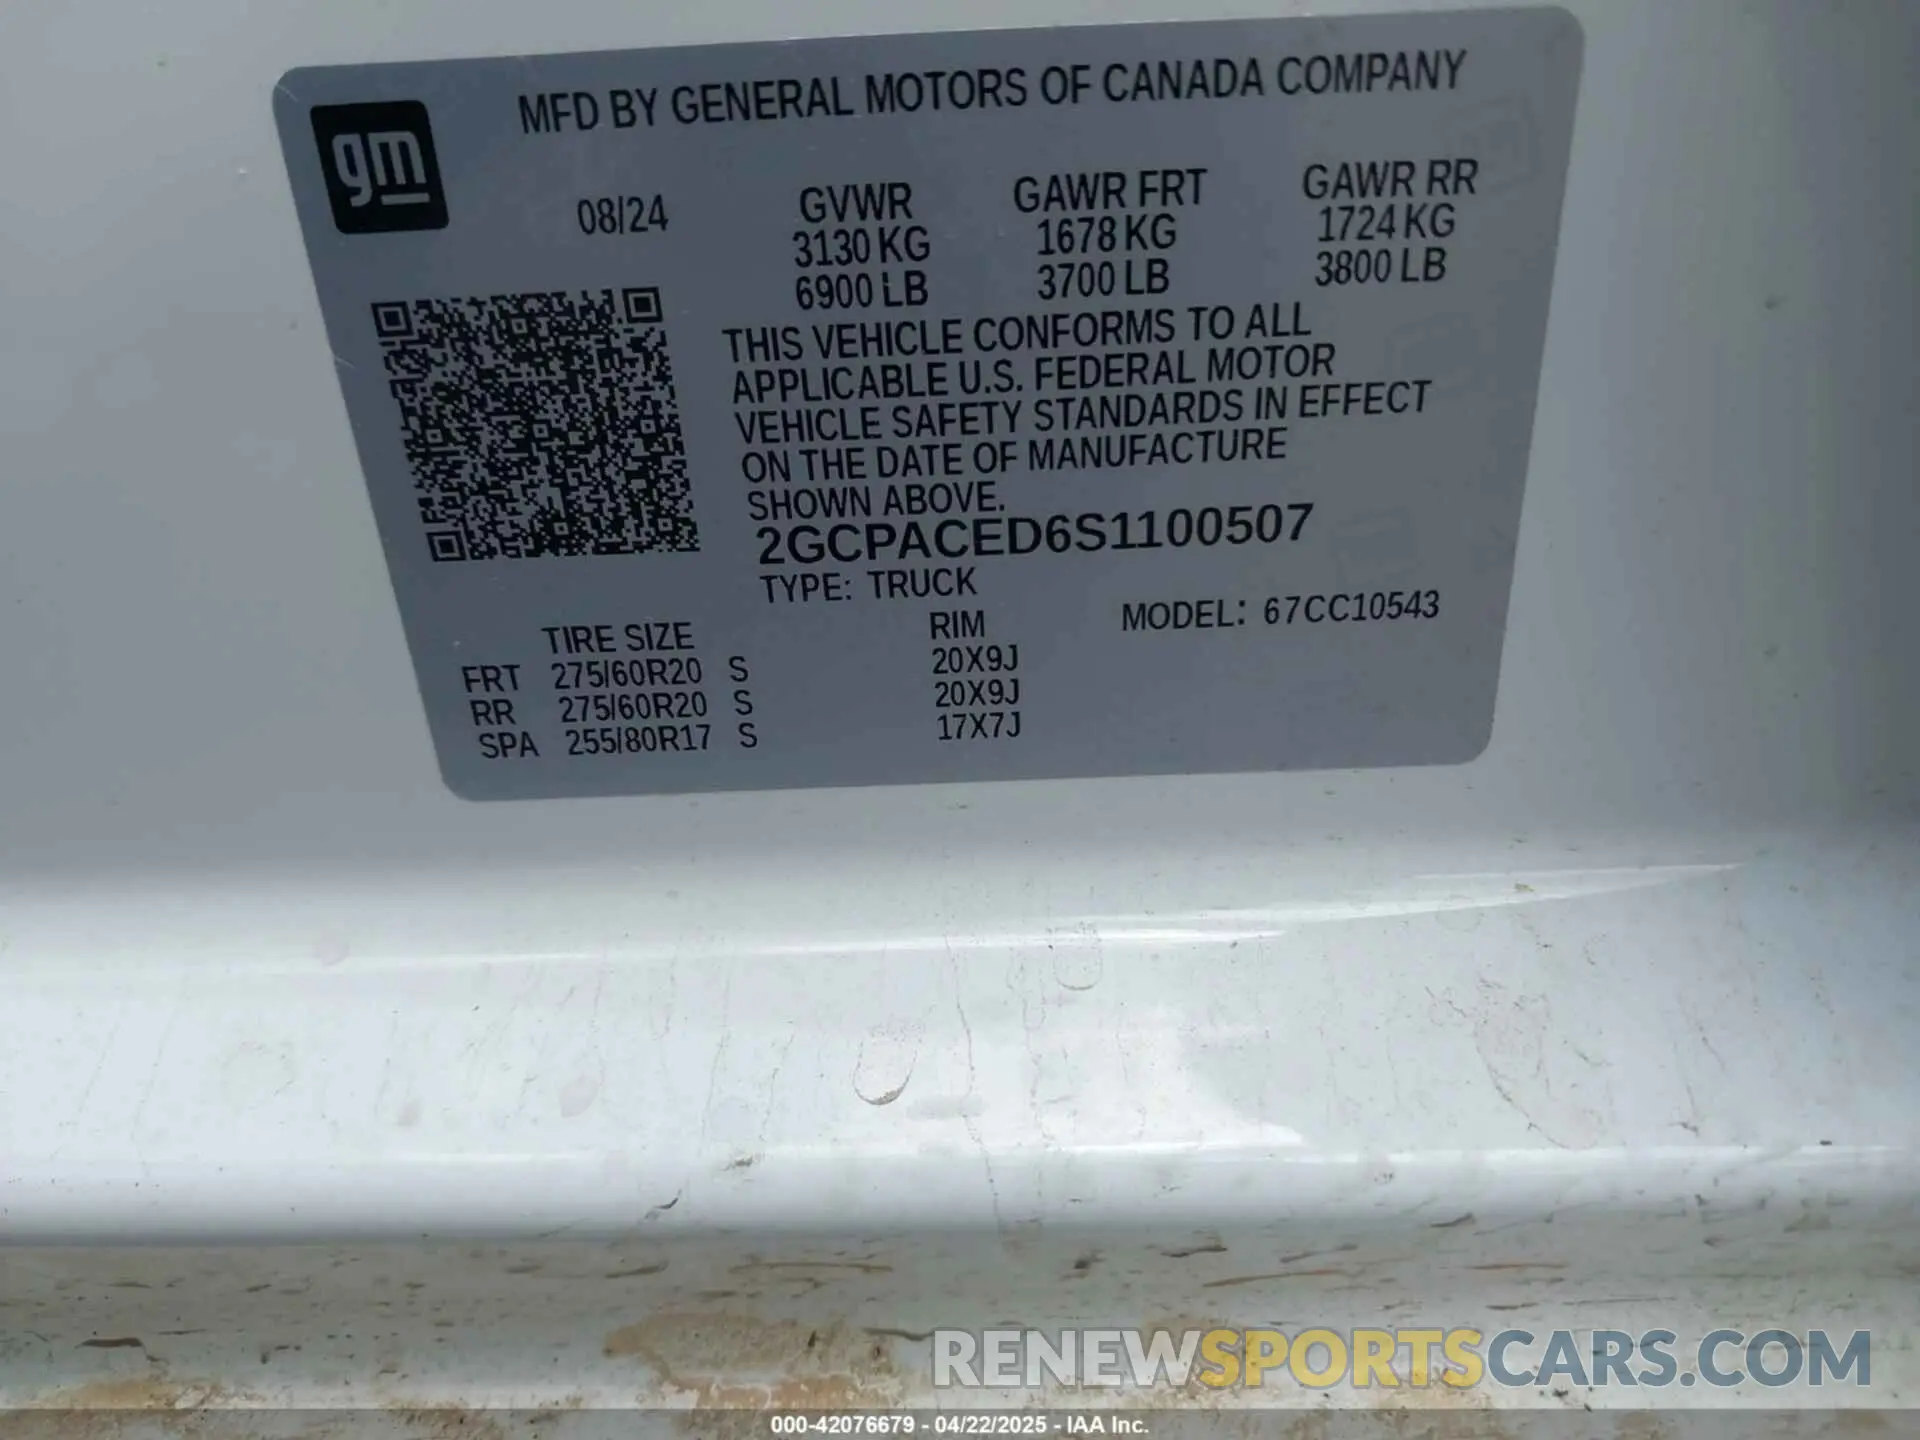 MFD BY GENERAL MOTORS OF CANADA COMPANY
gm
08/24 GVWR GAWR FRT GAWR RR
3130 KG 1678 KG 1724 KG
6900 LB 3700 LB 3800 LB
THIS VEHICLE CONFORMS TO ALL
APPLICABLE U.S. FEDERAL MOTOR
VEHICLE SAFETY STANDARDS IN EFFECT
ON THE DATE OF MANUFACTURE
SHOWN ABOVE.
2GCPACED6S1100507
TYPE: TRUCK
MODEL: 67CC10543
TIRE SIZE RIM
FRT 275/60R20 S 20X9J
RR 275/60R20 S 20X9J
SPA 255/80R17 S 17X7J
RENEWSPORTSCARS.COM
000-42076679 - 04/22/2025 - IAA Inc.